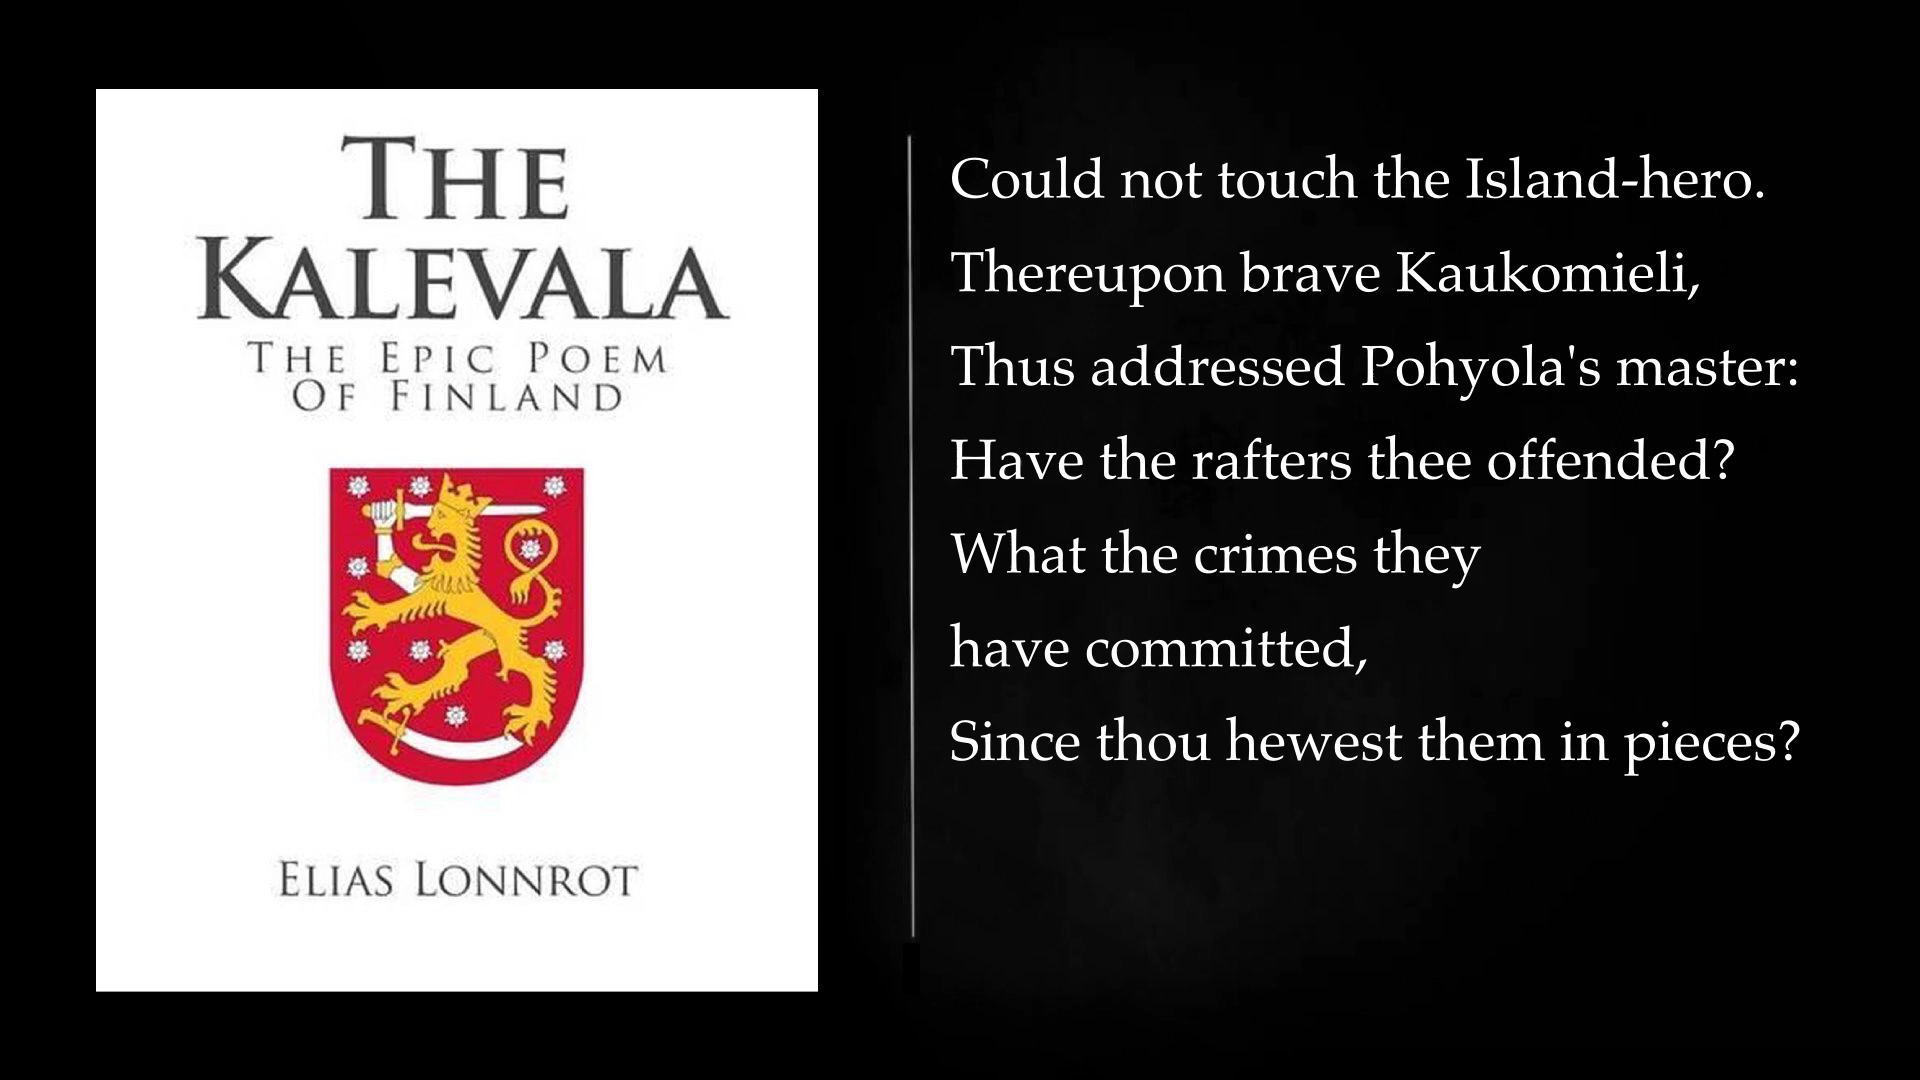 THE
KALEVALA
THE EPIC POEM
OF FINLAND
ELIAS LONNROT
Could not touch the Island-hero.
Thereupon brave Kaukomieli,
Thus addressed Pohyola's master:
Have the rafters thee offended?
What the crimes they
have committed,
Since thou hewest them in pieces?